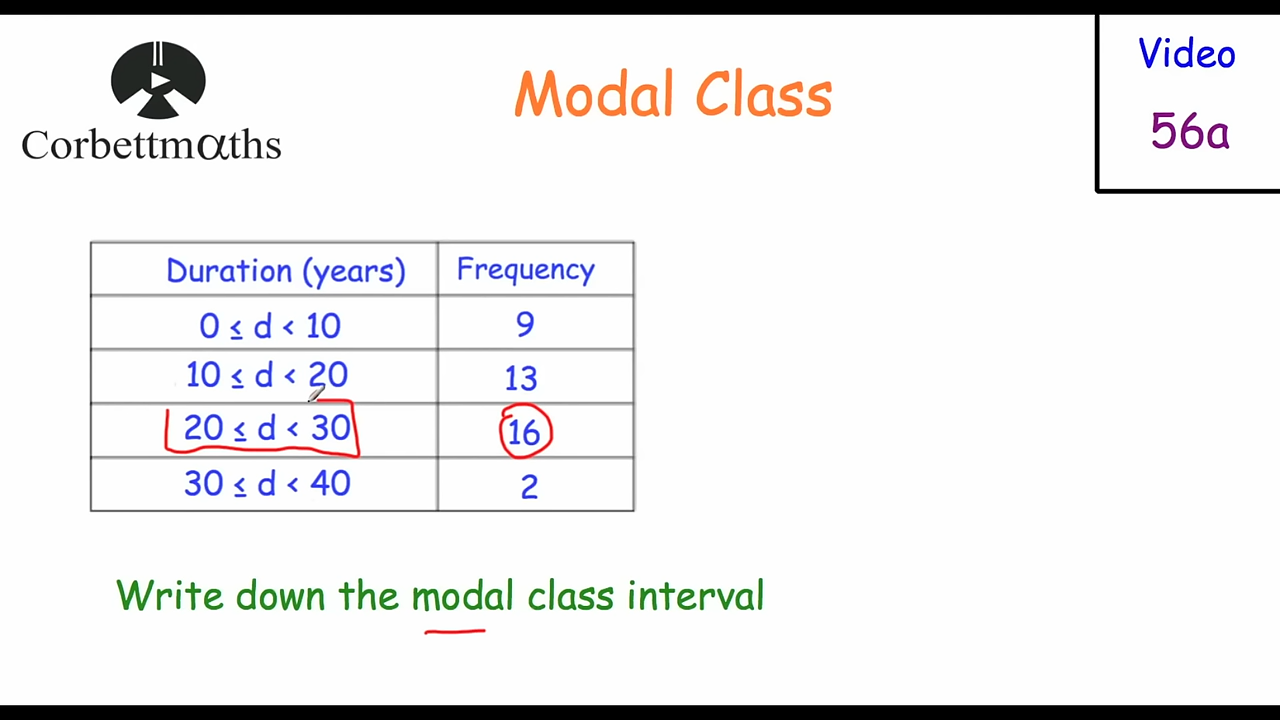 Corbettmαths
Modal Class
Video
56a
Duration (years) Frequency
0 ≤ d < 10 9
10 ≤ d < 20 13
20 ≤ d < 30 16
30 ≤ d < 40 2
Write down the modal class interval